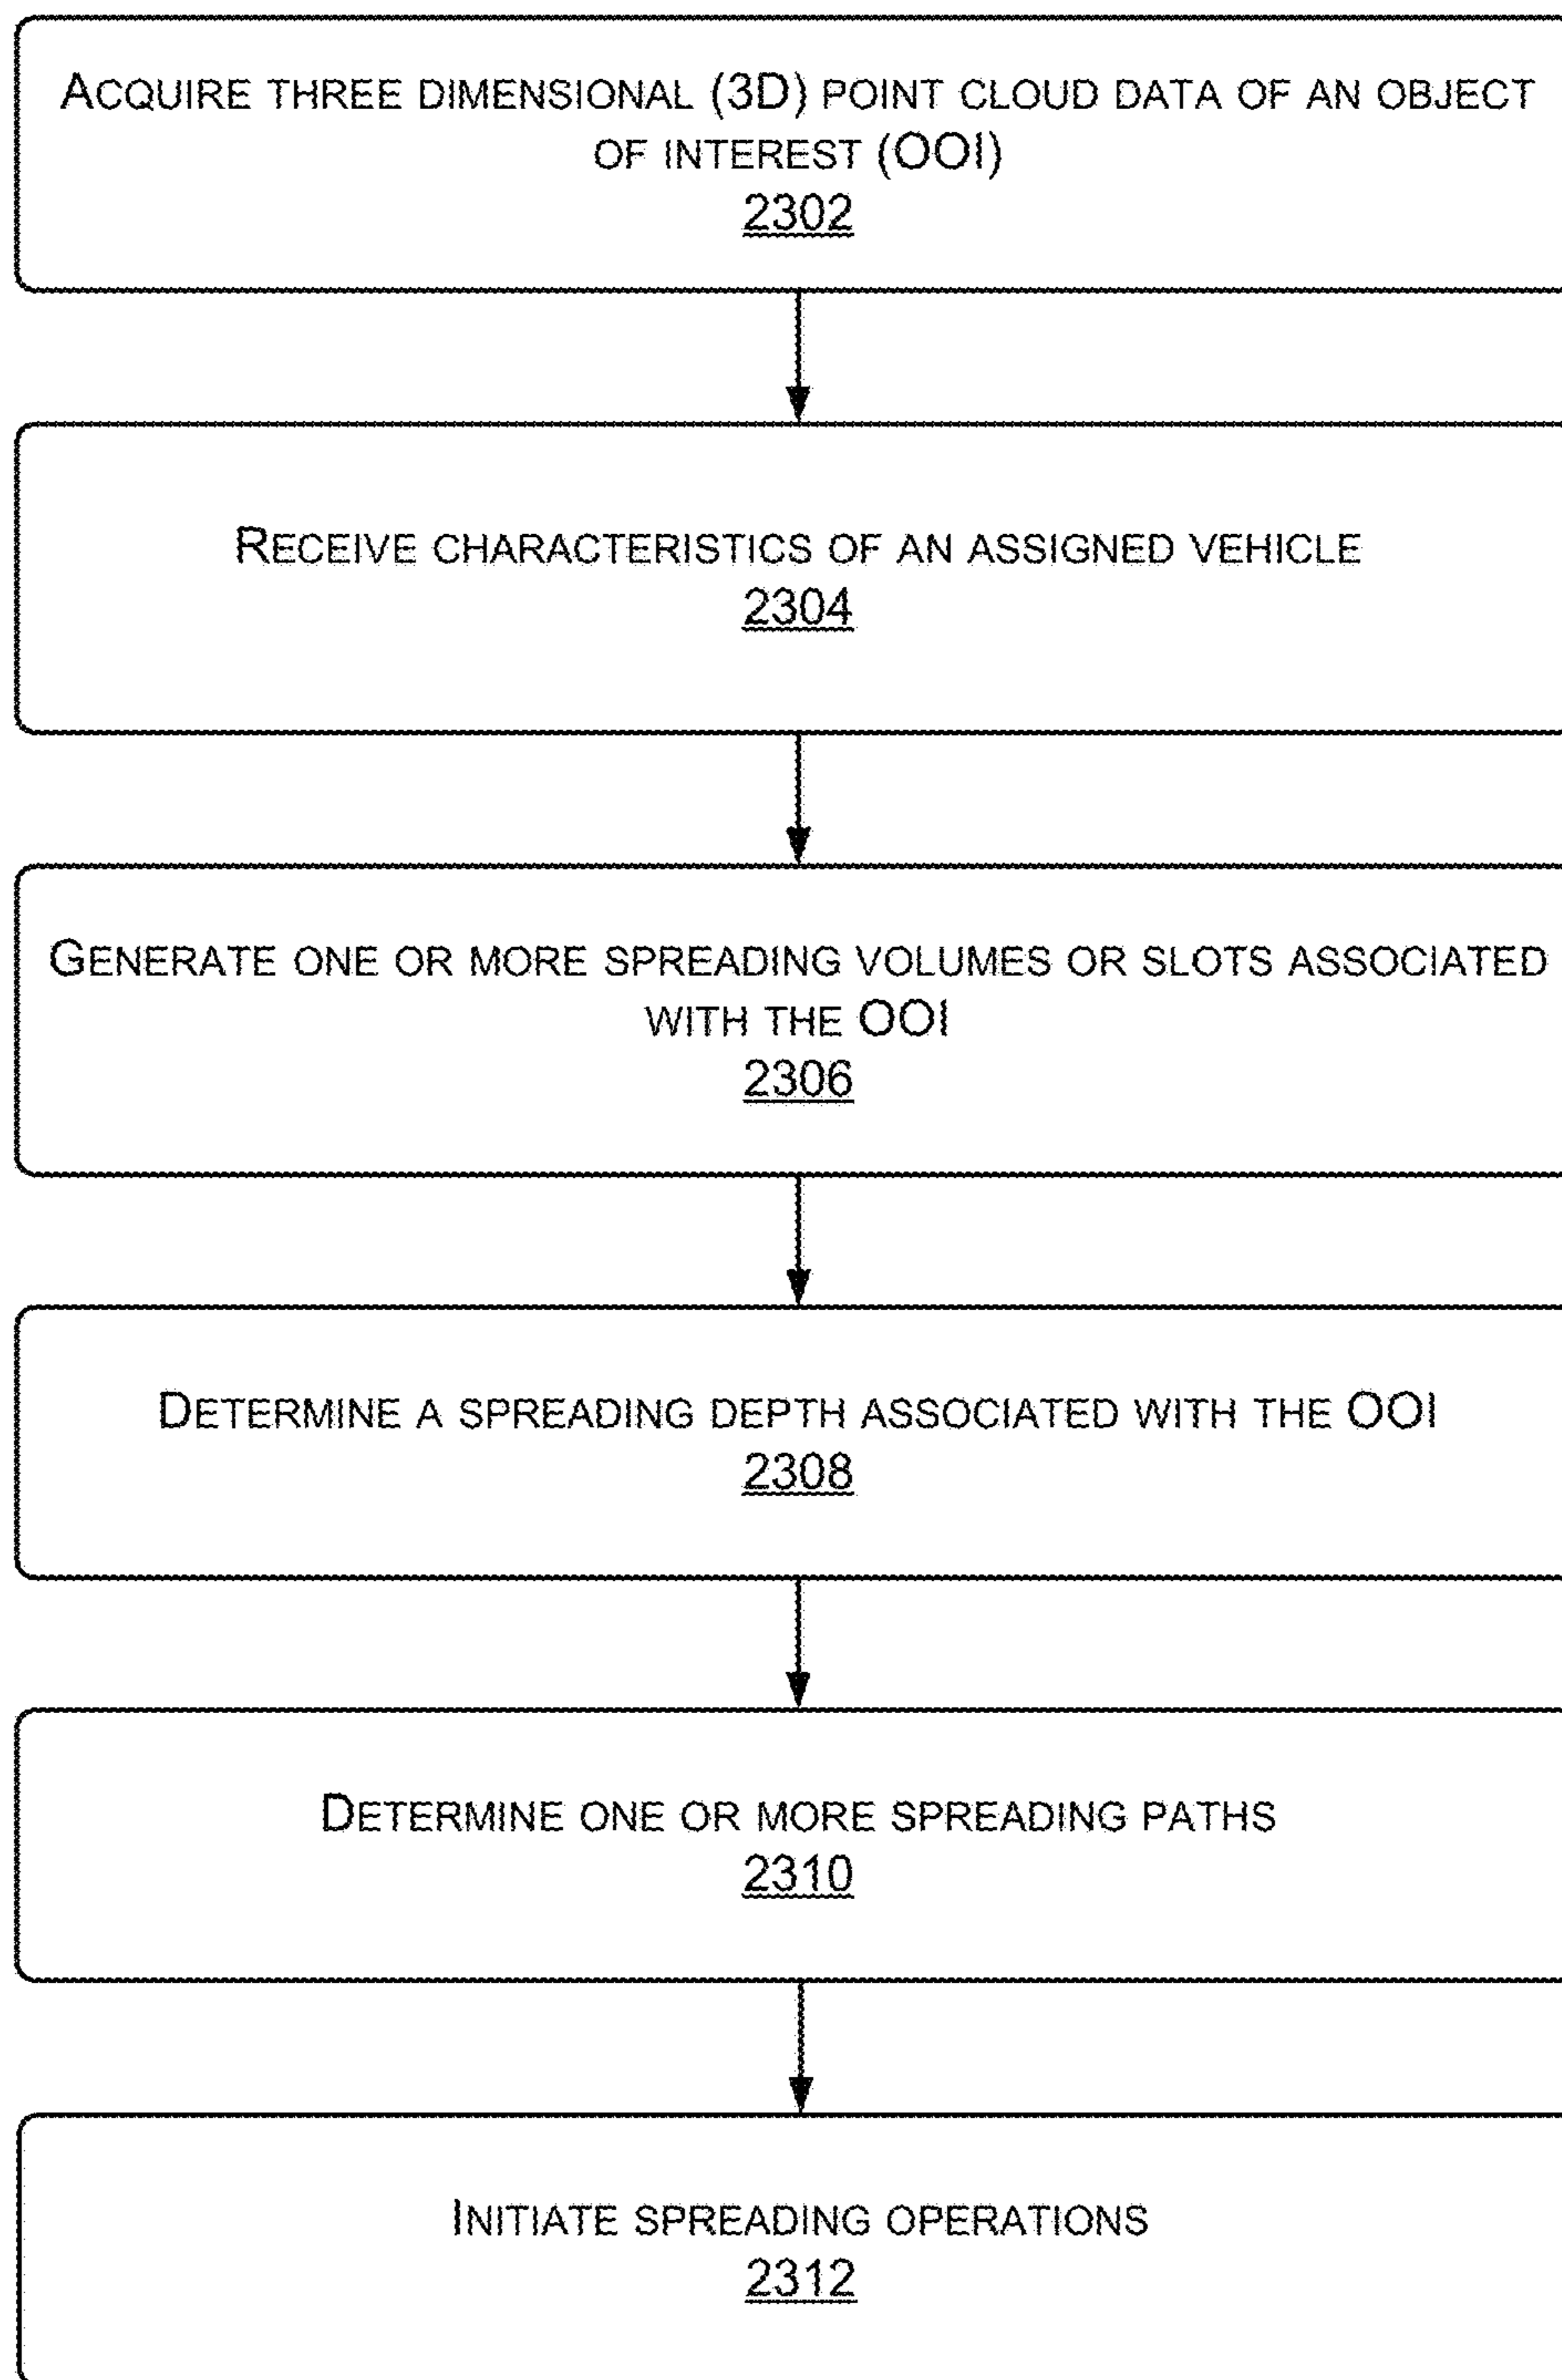 ACQUIRE THREE DIMENSIONAL (3D) POINT CLOUD DATA OF AN OBJECT
OF INTEREST (OOI)
2302
RECEIVE CHARACTERISTICS OF AN ASSIGNED VEHICLE
2304
GENERATE ONE OR MORE SPREADING VOLUMES OR SLOTS ASSOCIATED
WITH THE OOI
2306
DETERMINE A SPREADING DEPTH ASSOCIATED WITH THE OOI
2308
DETERMINE ONE OR MORE SPREADING PATHS
2310
INITIATE SPREADING OPERATIONS
2312